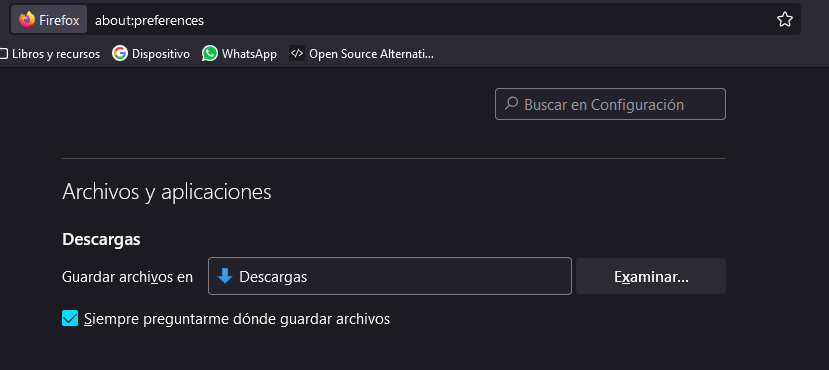 Firefox about:preferences
Libros y recursos Dispositivo WhatsApp </> Open Source Alternati...
Buscar en Configuración
Archivos y aplicaciones
Descargas
Guardar archivos en Descargas Examinar...
Siempre preguntarme dónde guardar archivos